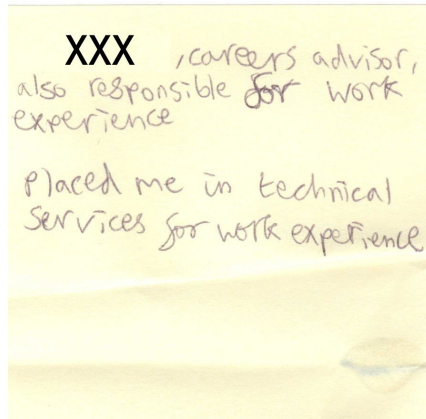 XXX , careers advisor,
also responsible for work
experience
placed me in technical
services for work experience